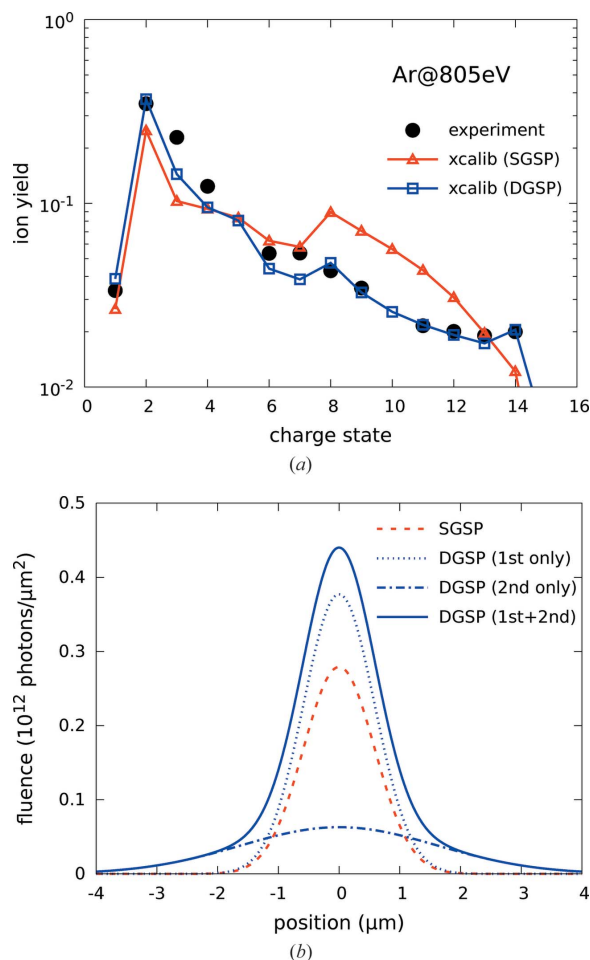 10^0
Ar@805eV
experiment
xcalib (SGSP)
xcalib (DGSP)
ion yield
10^-1
10^-2
0 2 4 6 8 10 12 14 16
charge state
(a)
0.5
SGSP
DGSP (1st only)
DGSP (2nd only)
DGSP (1st+2nd)
0.4
0.3
0.2
0.1
0
fluence (10^12 photons/μm^2)
-4 -3 -2 -1 0 1 2 3 4
position (μm)
(b)